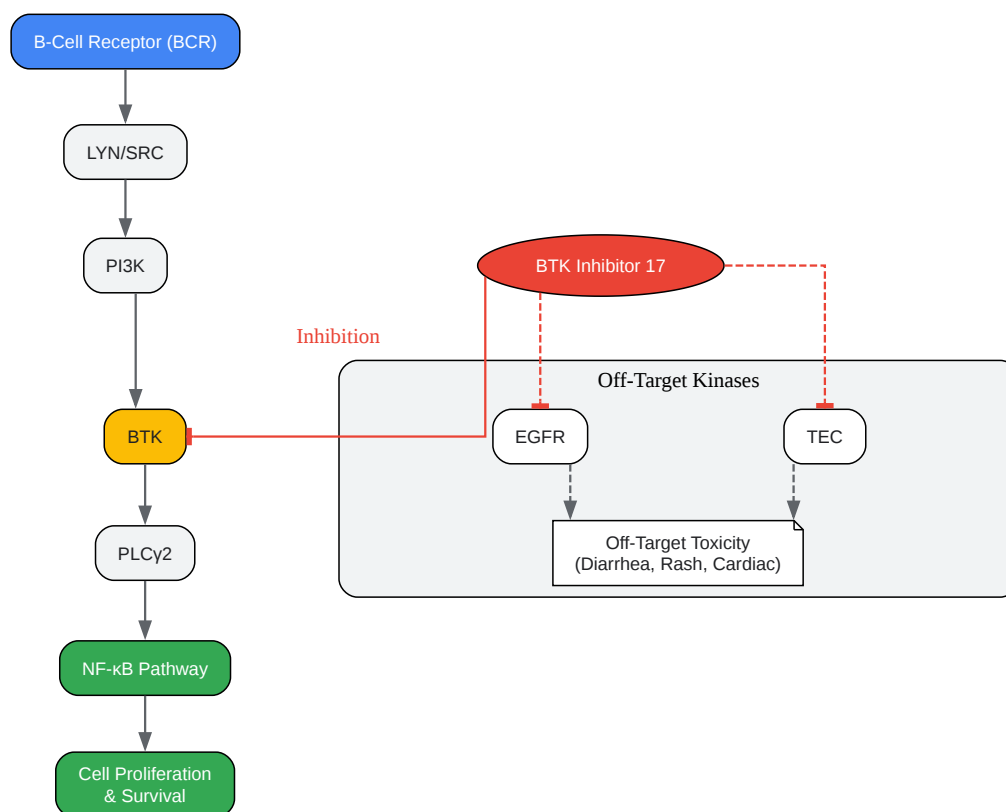 B-Cell Receptor (BCR)
LYN/SRC
PI3K
BTK Inhibitor 17
Inhibition
Off-Target Kinases
BTK
EGFR
TEC
PLCγ2
Off-Target Toxicity
(Diarrhea, Rash, Cardiac)
NF-κB Pathway
Cell Proliferation
& Survival